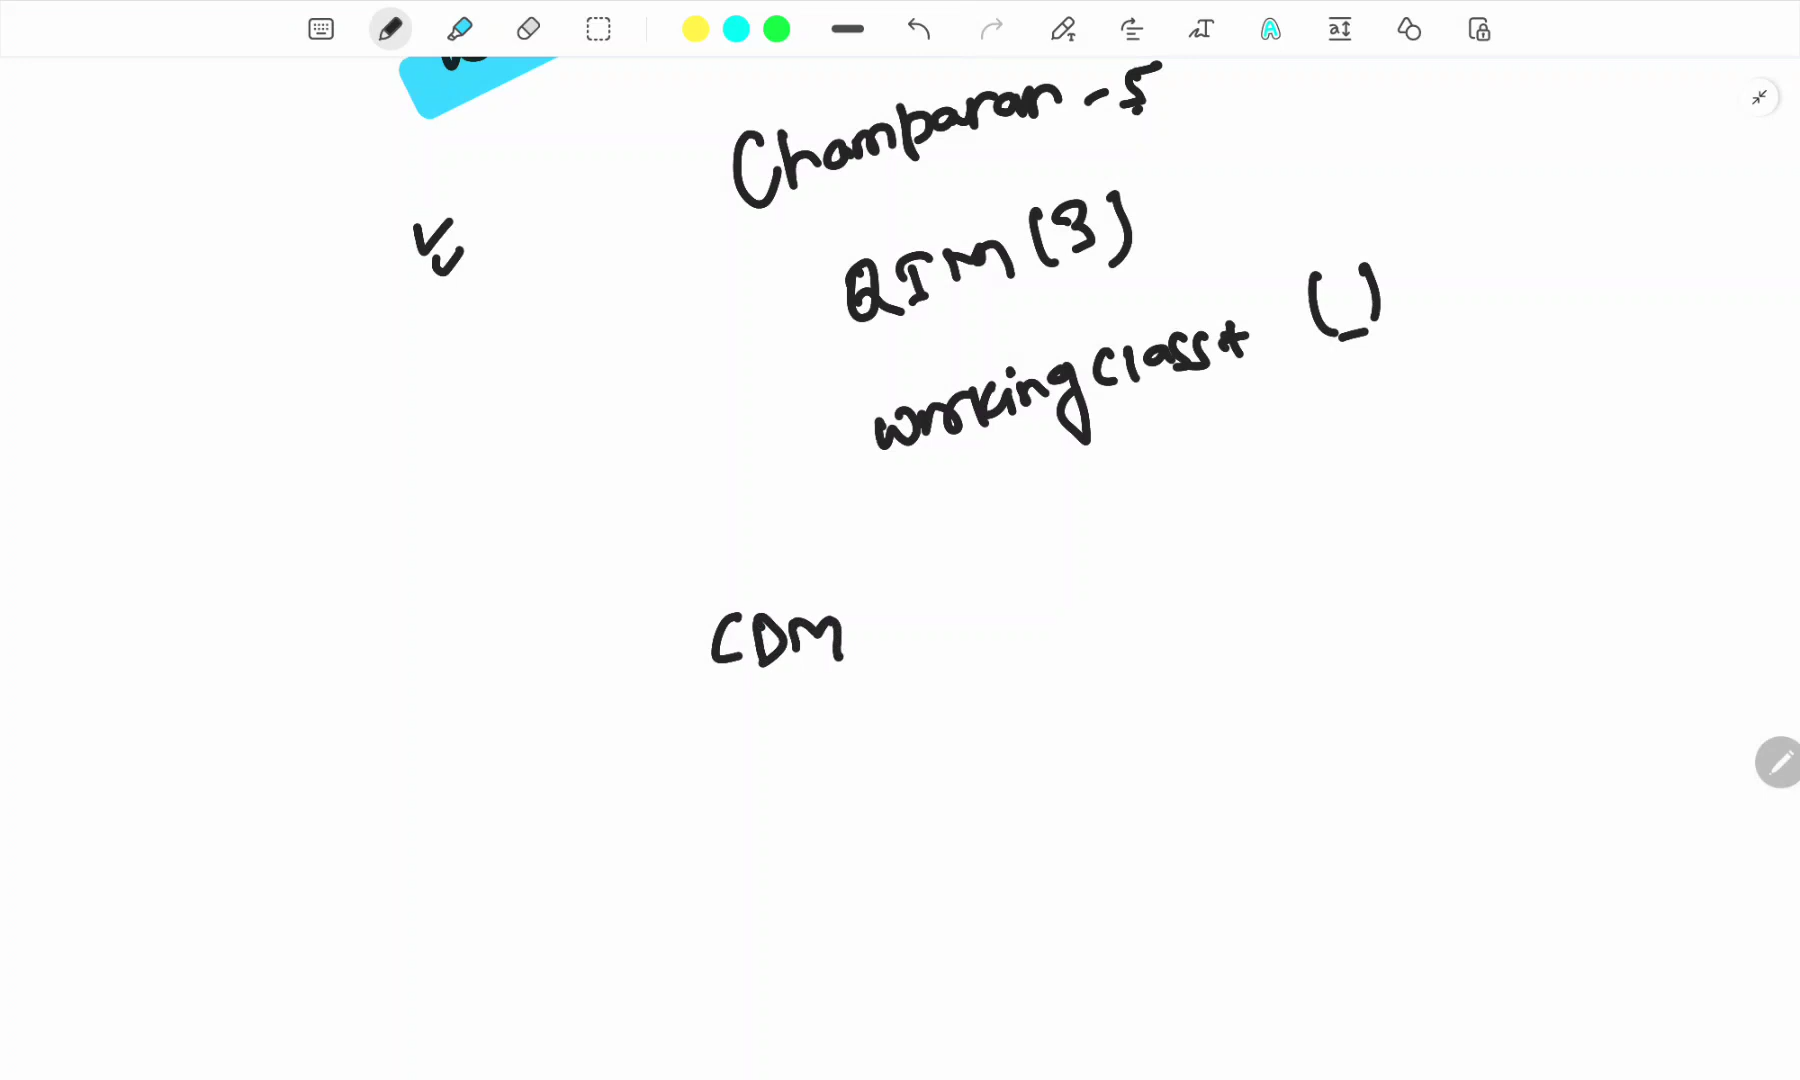 Champaran - 5
QIM (3)
working class + (_)
CDM